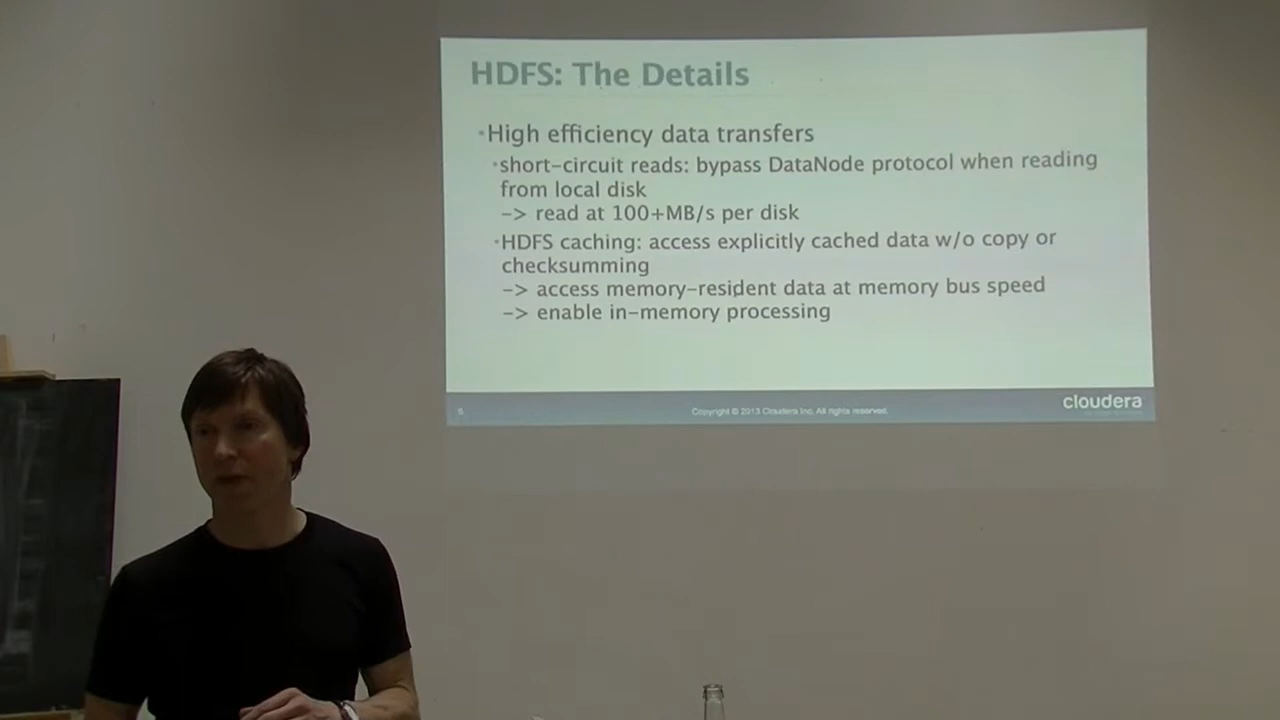 HDFS: The Details
•High efficiency data transfers
•short-circuit reads: bypass DataNode protocol when reading
from local disk
-> read at 100+MB/s per disk
•HDFS caching: access explicitly cached data w/o copy or
checksumming
-> access memory-resident data at memory bus speed
-> enable in-memory processing
Copyright © 2013 Cloudera Inc. All rights reserved.
cloudera